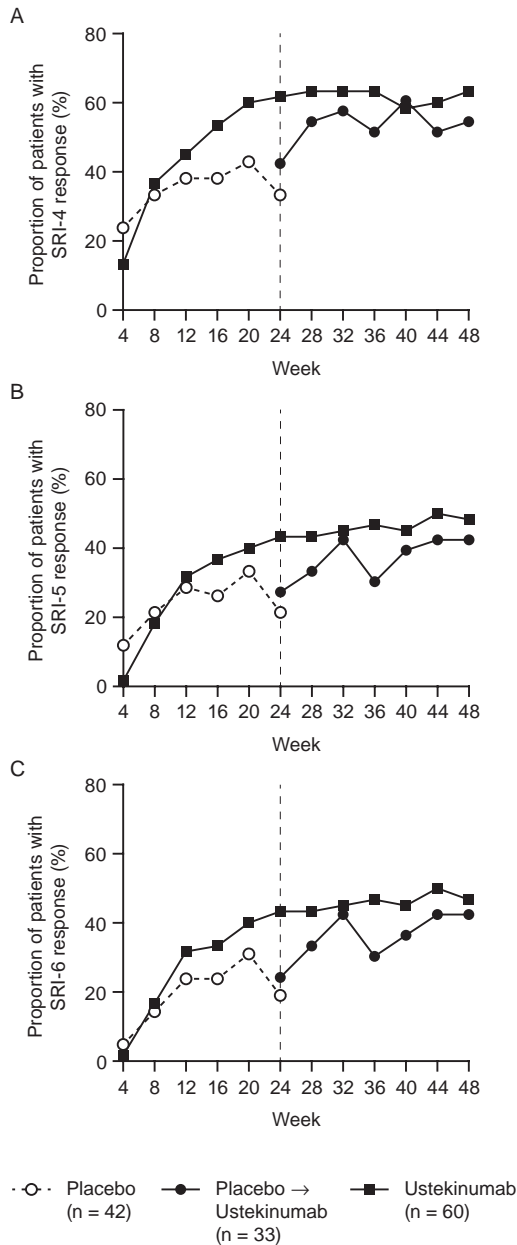 A
Proportion of patients with
SRI-4 response (%)
80
60
40
20
0
4 8 12 16 20 24 28 32 36 40 44 48
Week
B
Proportion of patients with
SRI-5 response (%)
80
60
40
20
0
4 8 12 16 20 24 28 32 36 40 44 48
Week
C
Proportion of patients with
SRI-6 response (%)
80
60
40
20
0
4 8 12 16 20 24 28 32 36 40 44 48
Week
Placebo
(n = 42)
Placebo →
Ustekinumab
(n = 33)
Ustekinumab
(n = 60)